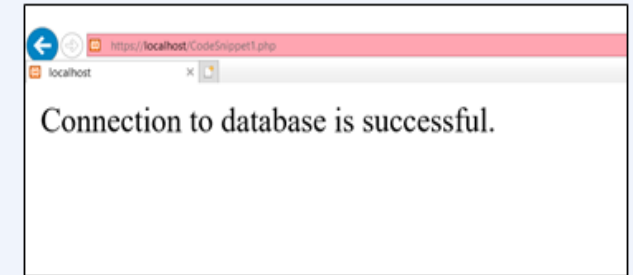 https://localhost/CodeSnippet1.php
localhost
Connection to database is successful.